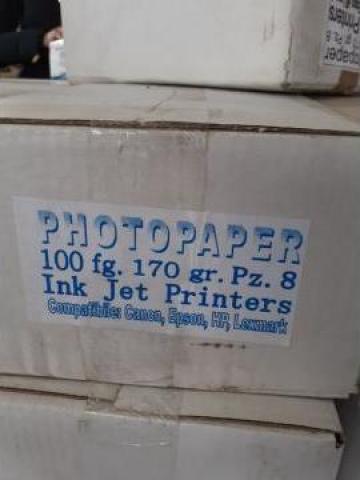 PHOTOPAPER
100 fg. 170 gr. Pz. 8
Ink Jet Printers
Compatibile: Canon, Epson, HP, Lexmark